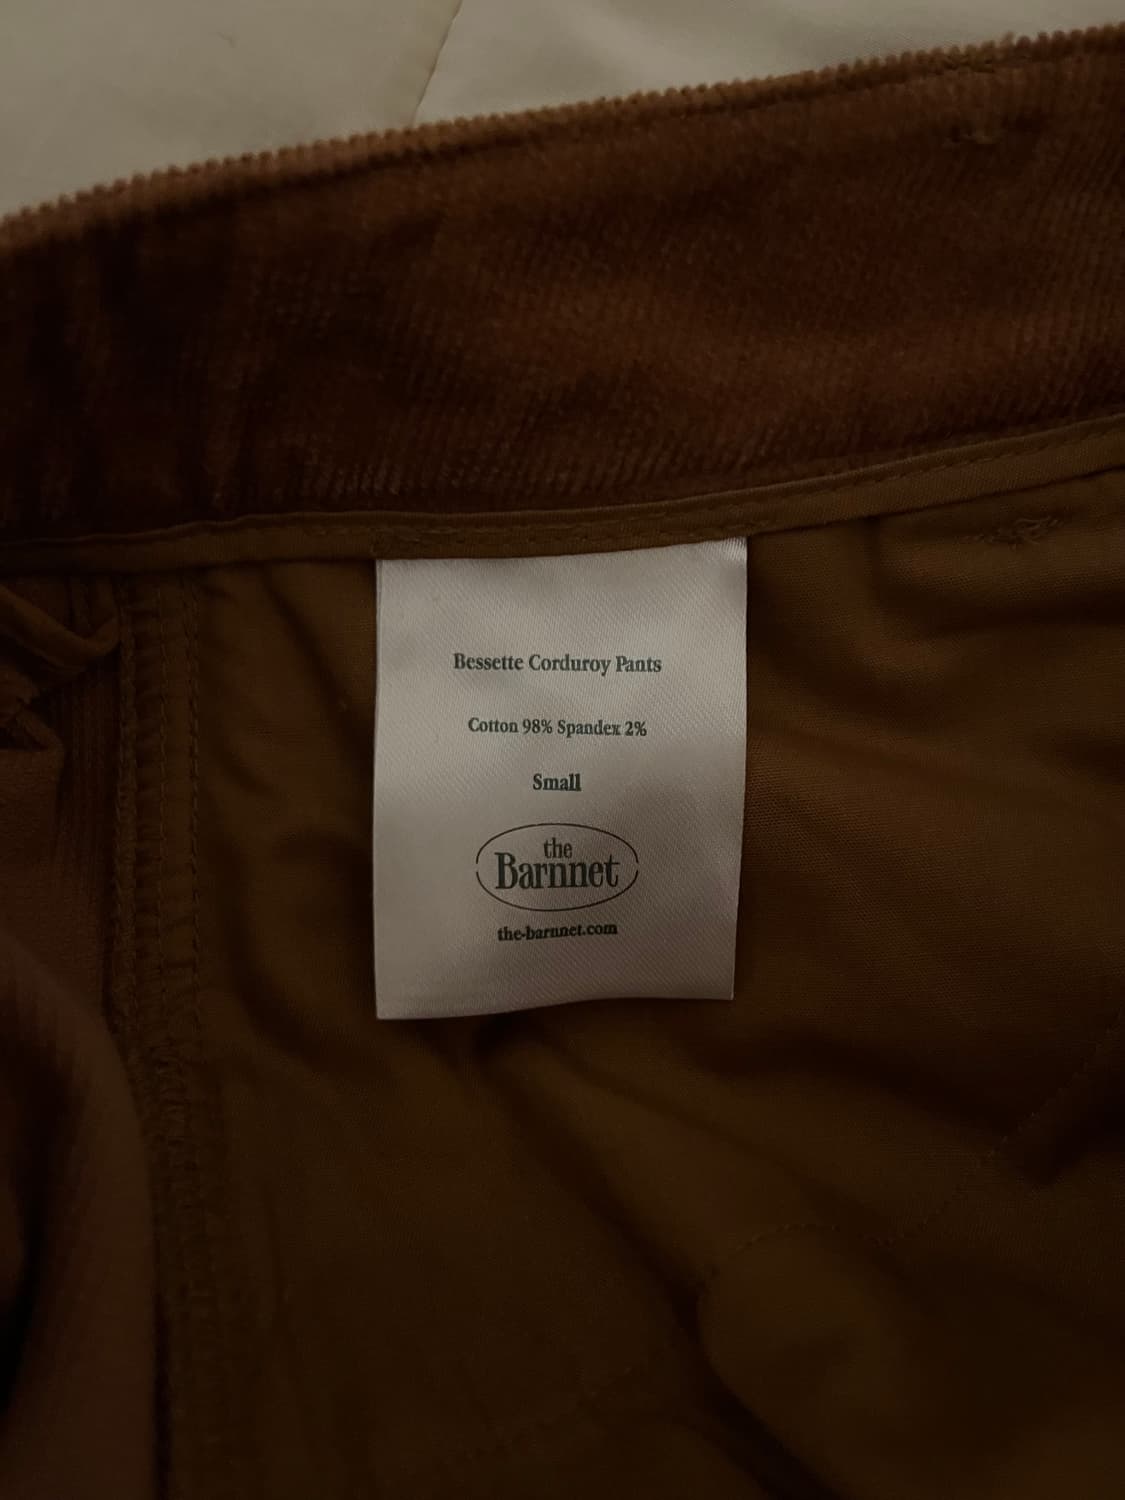 Bessette Corduroy Pants
Cotton 98% Spandex 2%
Small
the
Barnnet
the-barnnet.com